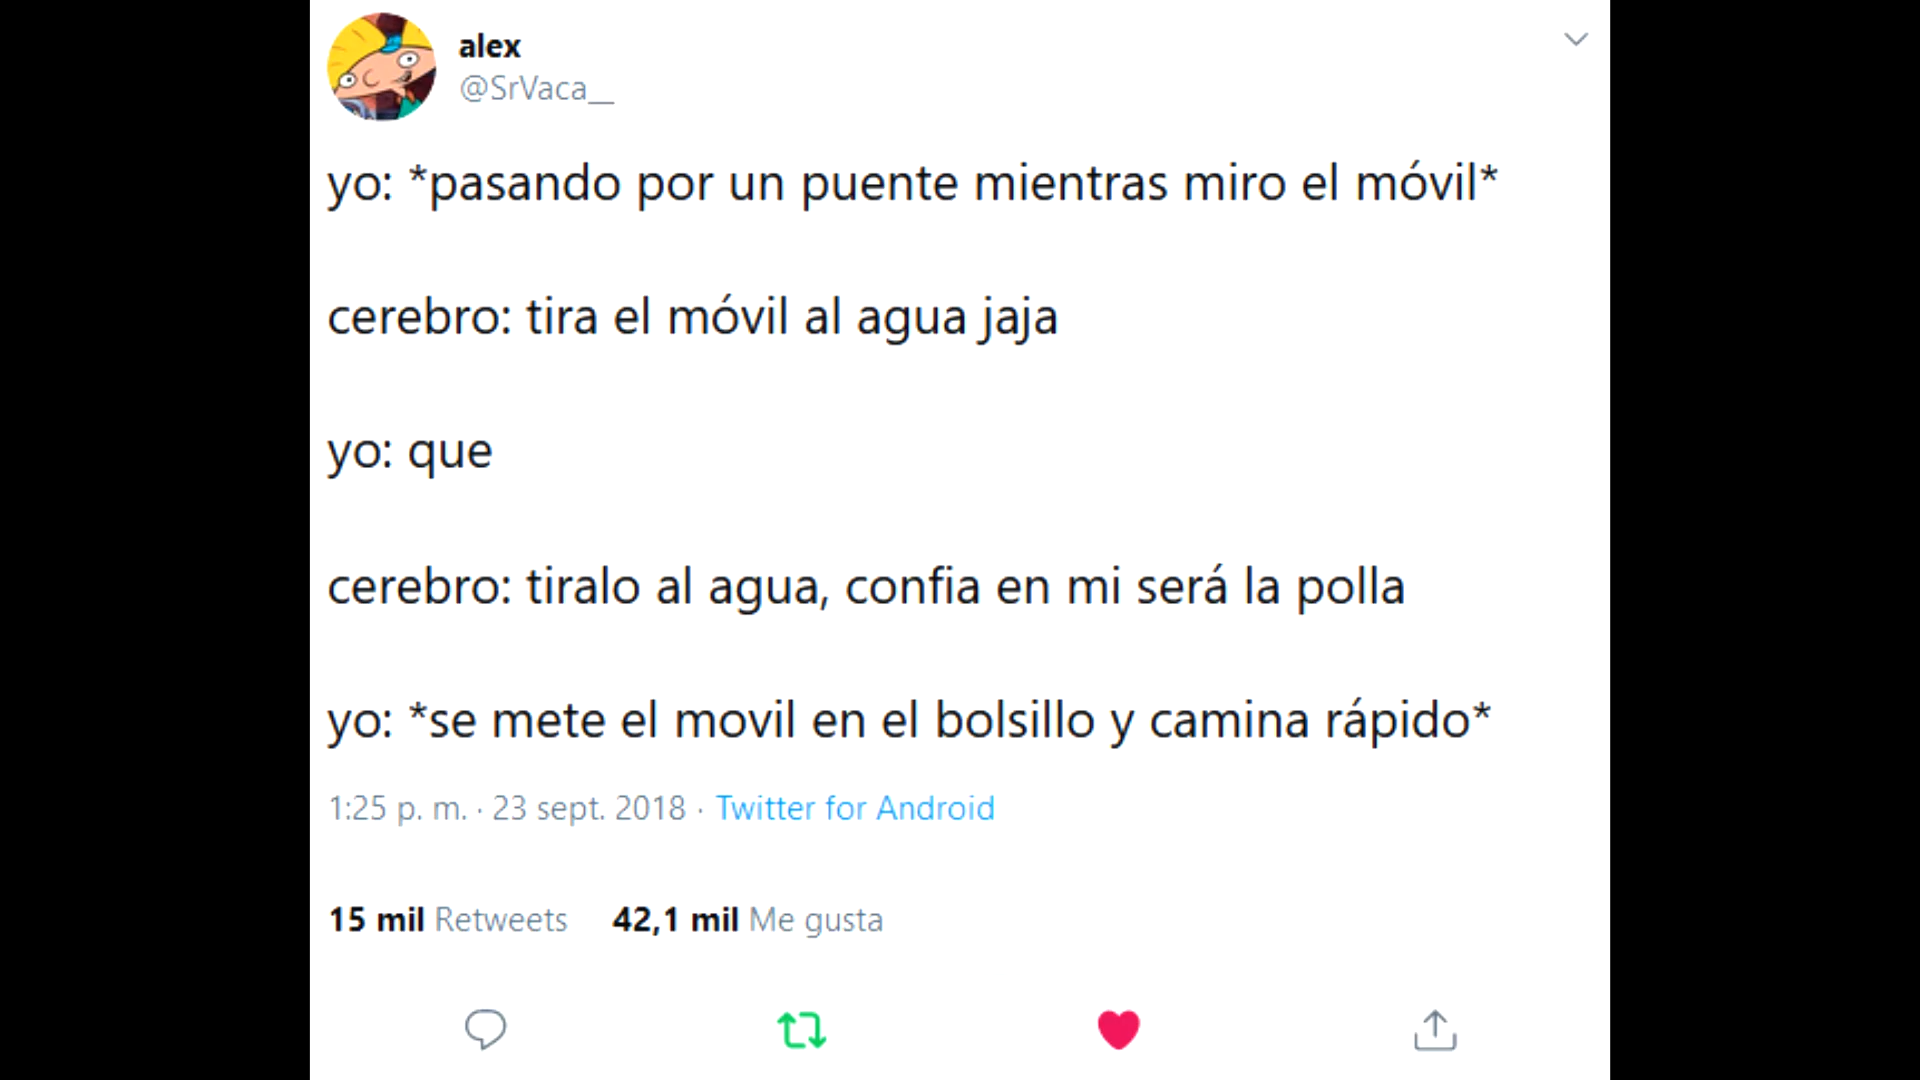 alex
@SrVaca__
yo: *pasando por un puente mientras miro el móvil*
cerebro: tira el móvil al agua jaja
yo: que
cerebro: tiralo al agua, confia en mi será la polla
yo: *se mete el movil en el bolsillo y camina rápido*
1:25 p. m. · 23 sept. 2018 · Twitter for Android
15 mil Retweets 42,1 mil Me gusta